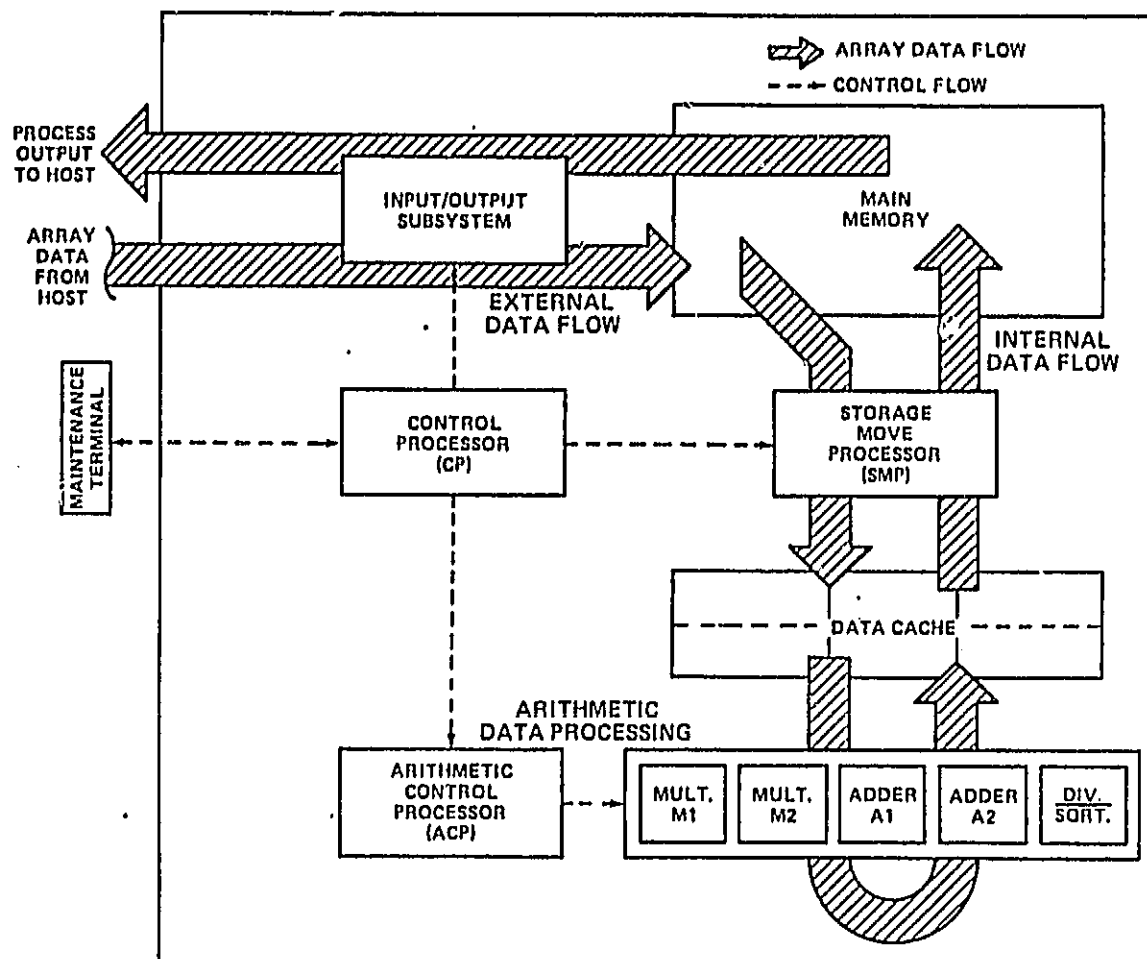 ARRAY DATA FLOW
CONTROL FLOW
PROCESS
OUTPUT
TO HOST
INPUT/OUTPUT
SUBSYSTEM
MAIN
MEMORY
ARRAY
DATA
FROM
HOST
EXTERNAL
DATA FLOW
INTERNAL
DATA FLOW
MAINTENANCE
TERMINAL
CONTROL
PROCESSOR
(CP)
STORAGE
MOVE
PROCESSOR
(SMP)
DATA CACHE
ARITHMETIC
DATA PROCESSING
ARITHMETIC
CONTROL
PROCESSOR
(ACP)
MULT.
M1
MULT.
M2
ADDER
A1
ADDER
A2
DIV.
SQRT.